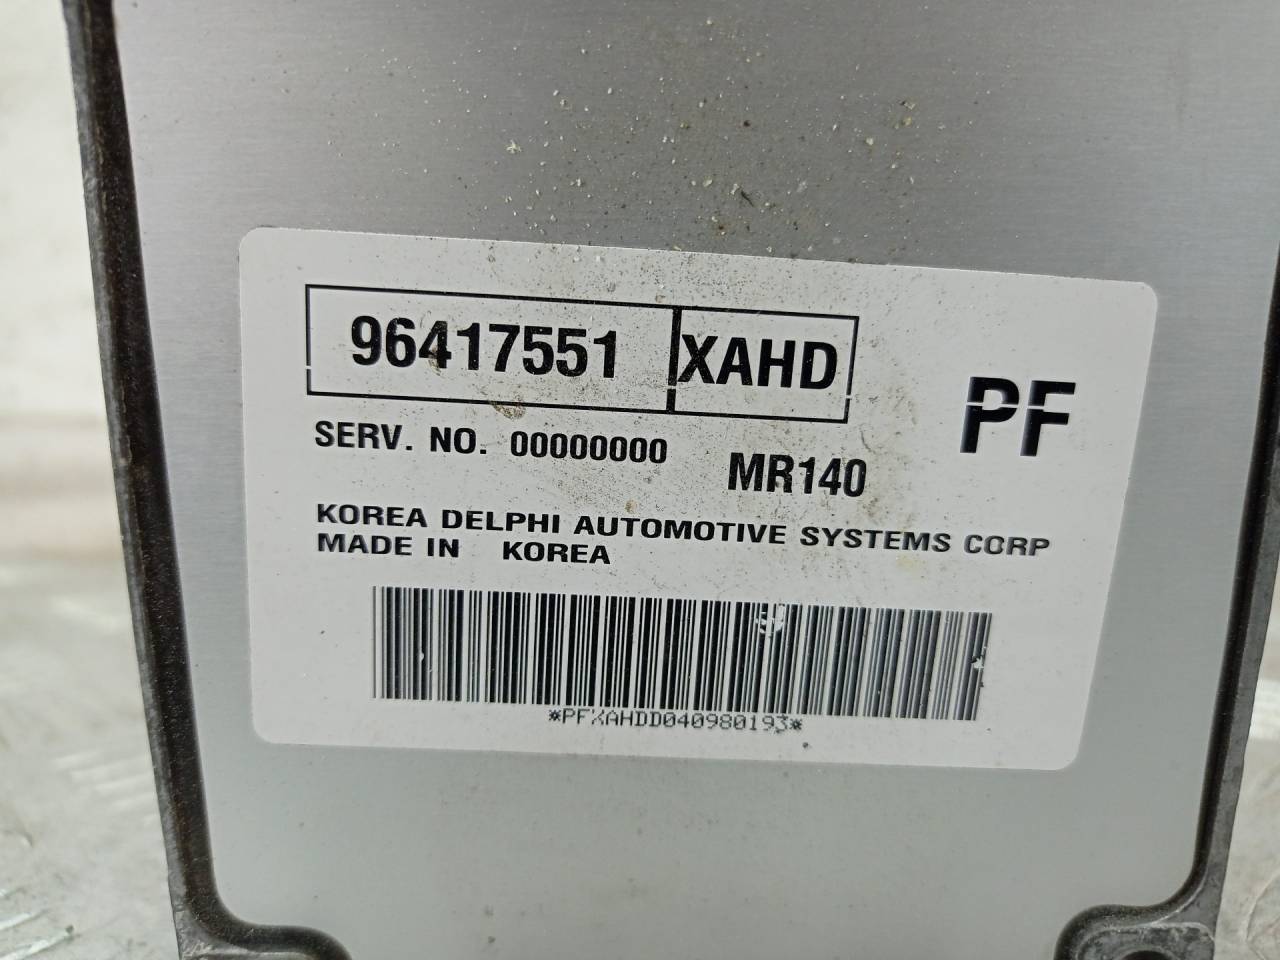 96417551 XAHD
PF
SERV. NO. 00000000 MR140
KOREA DELPHI AUTOMOTIVE SYSTEMS CORP
MADE IN KOREA
*PFXAHDD040980193*